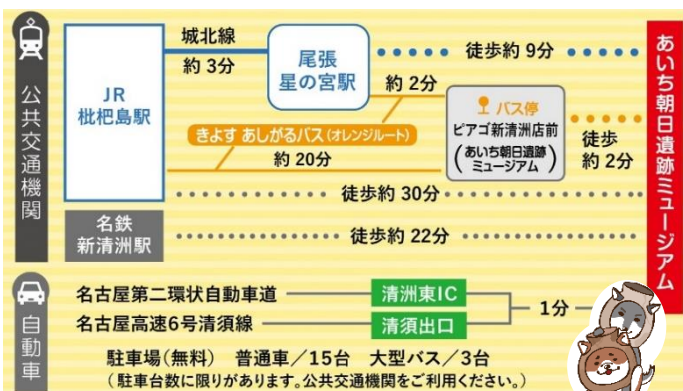 公共交通機関
JR
枇杷島駅
城北線
約3分
尾張
星の宮駅
徒歩約9分
約2分
きよす あしがるバス(オレンジルート)
約20分
バス停
ピアゴ新清洲店前
(あいち朝日遺跡
ミュージアム)
徒歩
約2分
徒歩約30分
名鉄
新清洲駅
徒歩約22分
あいち朝日遺跡ミュージアム
自動車
名古屋第二環状自動車道
清洲東IC
名古屋高速6号清須線
清須出口
1分
駐車場(無料) 普通車/15台 大型バス/3台
(駐車台数に限りがあります。公共交通機関をご利用ください。)